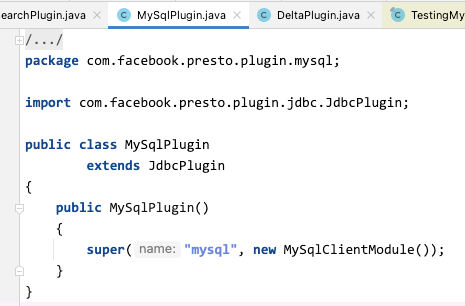 earchPlugin.java × MySqlPlugin.java × DeltaPlugin.java × TestingMy
/.../
package com.facebook.presto.plugin.mysql;
import com.facebook.presto.plugin.jdbc.JdbcPlugin;
public class MySqlPlugin
extends JdbcPlugin
{
public MySqlPlugin()
{
super( name: "mysql", new MySqlClientModule());
}
}